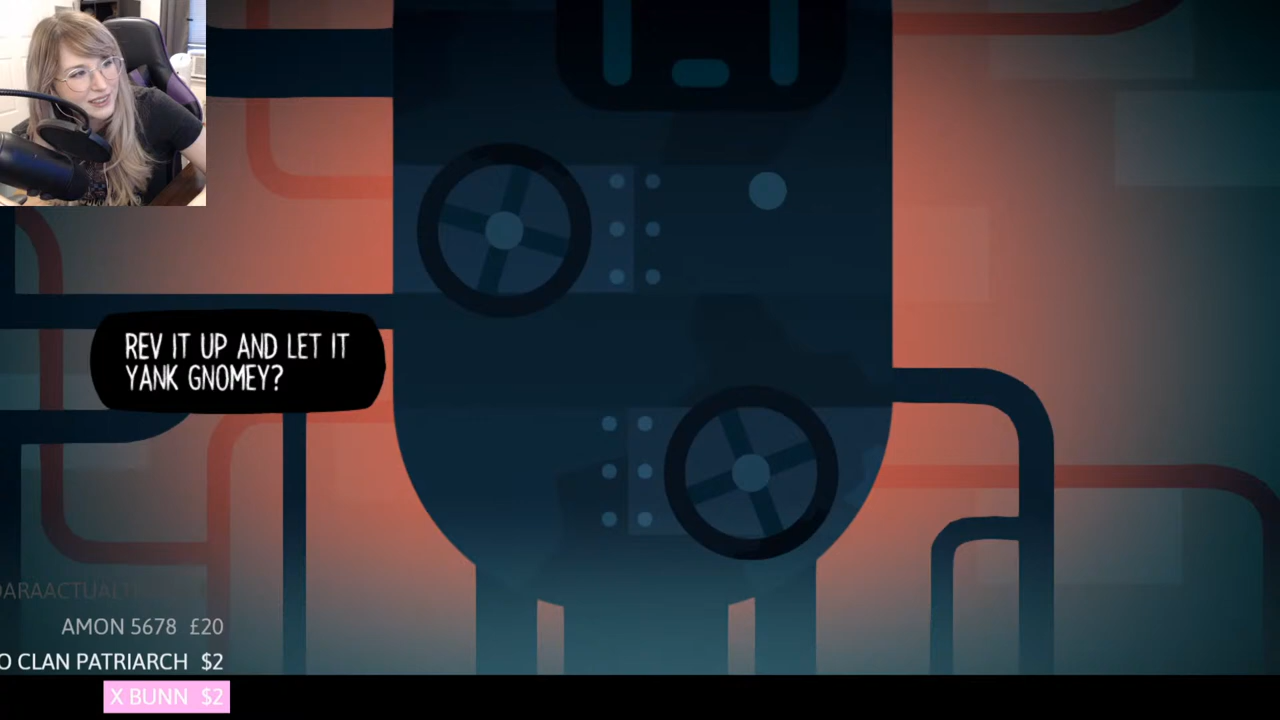 REV IT UP AND LET IT
YANK GNOMEY?
AMON 5678 £20
O CLAN PATRIARCH $2
X BUNN $2